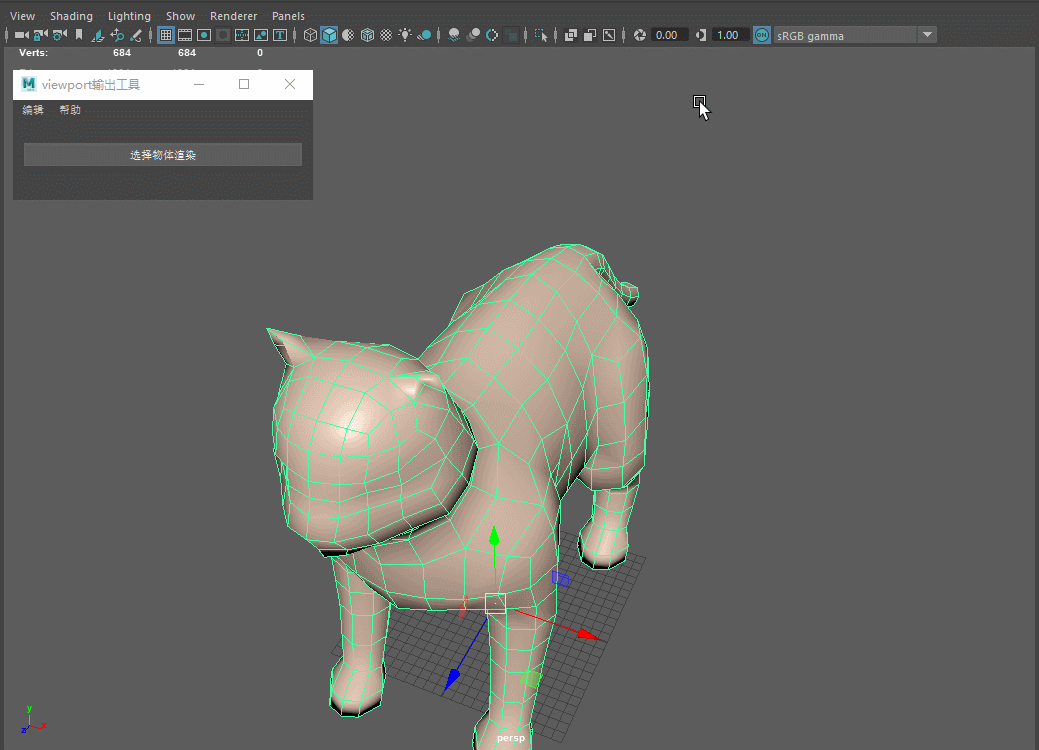 View Shading Lighting Show Renderer Panels
0.00 1.00 ON sRGB gamma
Verts: 684 684 0
M viewport输出工具
编辑 帮助
选择物体渲染
y
x
z
persp